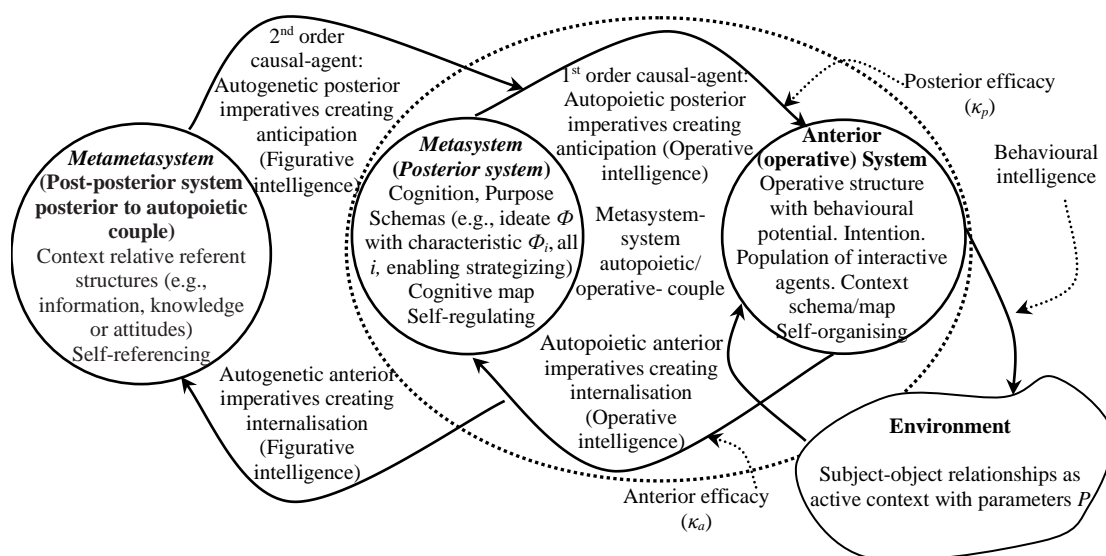 2nd order
causal-agent:
Autogenetic posterior
imperatives creating
anticipation
(Figurative
intelligence)
1st order causal-agent:
Autopoietic posterior
imperatives creating
anticipation (Operative
intelligence)
Posterior efficacy
(κp)
Behavioural
intelligence
Metametasystem
(Post-posterior system
posterior to autopoietic
couple)
Context relative referent
structures (e.g.,
information, knowledge
or attitudes)
Self-referencing
Metasystem
(Posterior system)
Cognition, Purpose
Schemas (e.g., ideate Φ
with characteristic Φi, all
i, enabling strategizing)
Cognitive map
Self-regulating
Metasystem-
system
autopoietic/
operative- couple
Anterior
(operative) System
Operative structure
with behavioural
potential. Intention.
Population of interactive
agents. Context
schema/map
Self-organising
Autogenetic anterior
imperatives creating
internalisation
(Figurative
intelligence)
Autopoietic anterior
imperatives creating
internalisation
(Operative
intelligence)
Anterior efficacy
(κa)
Environment
Subject-object relationships as
active context with parameters P